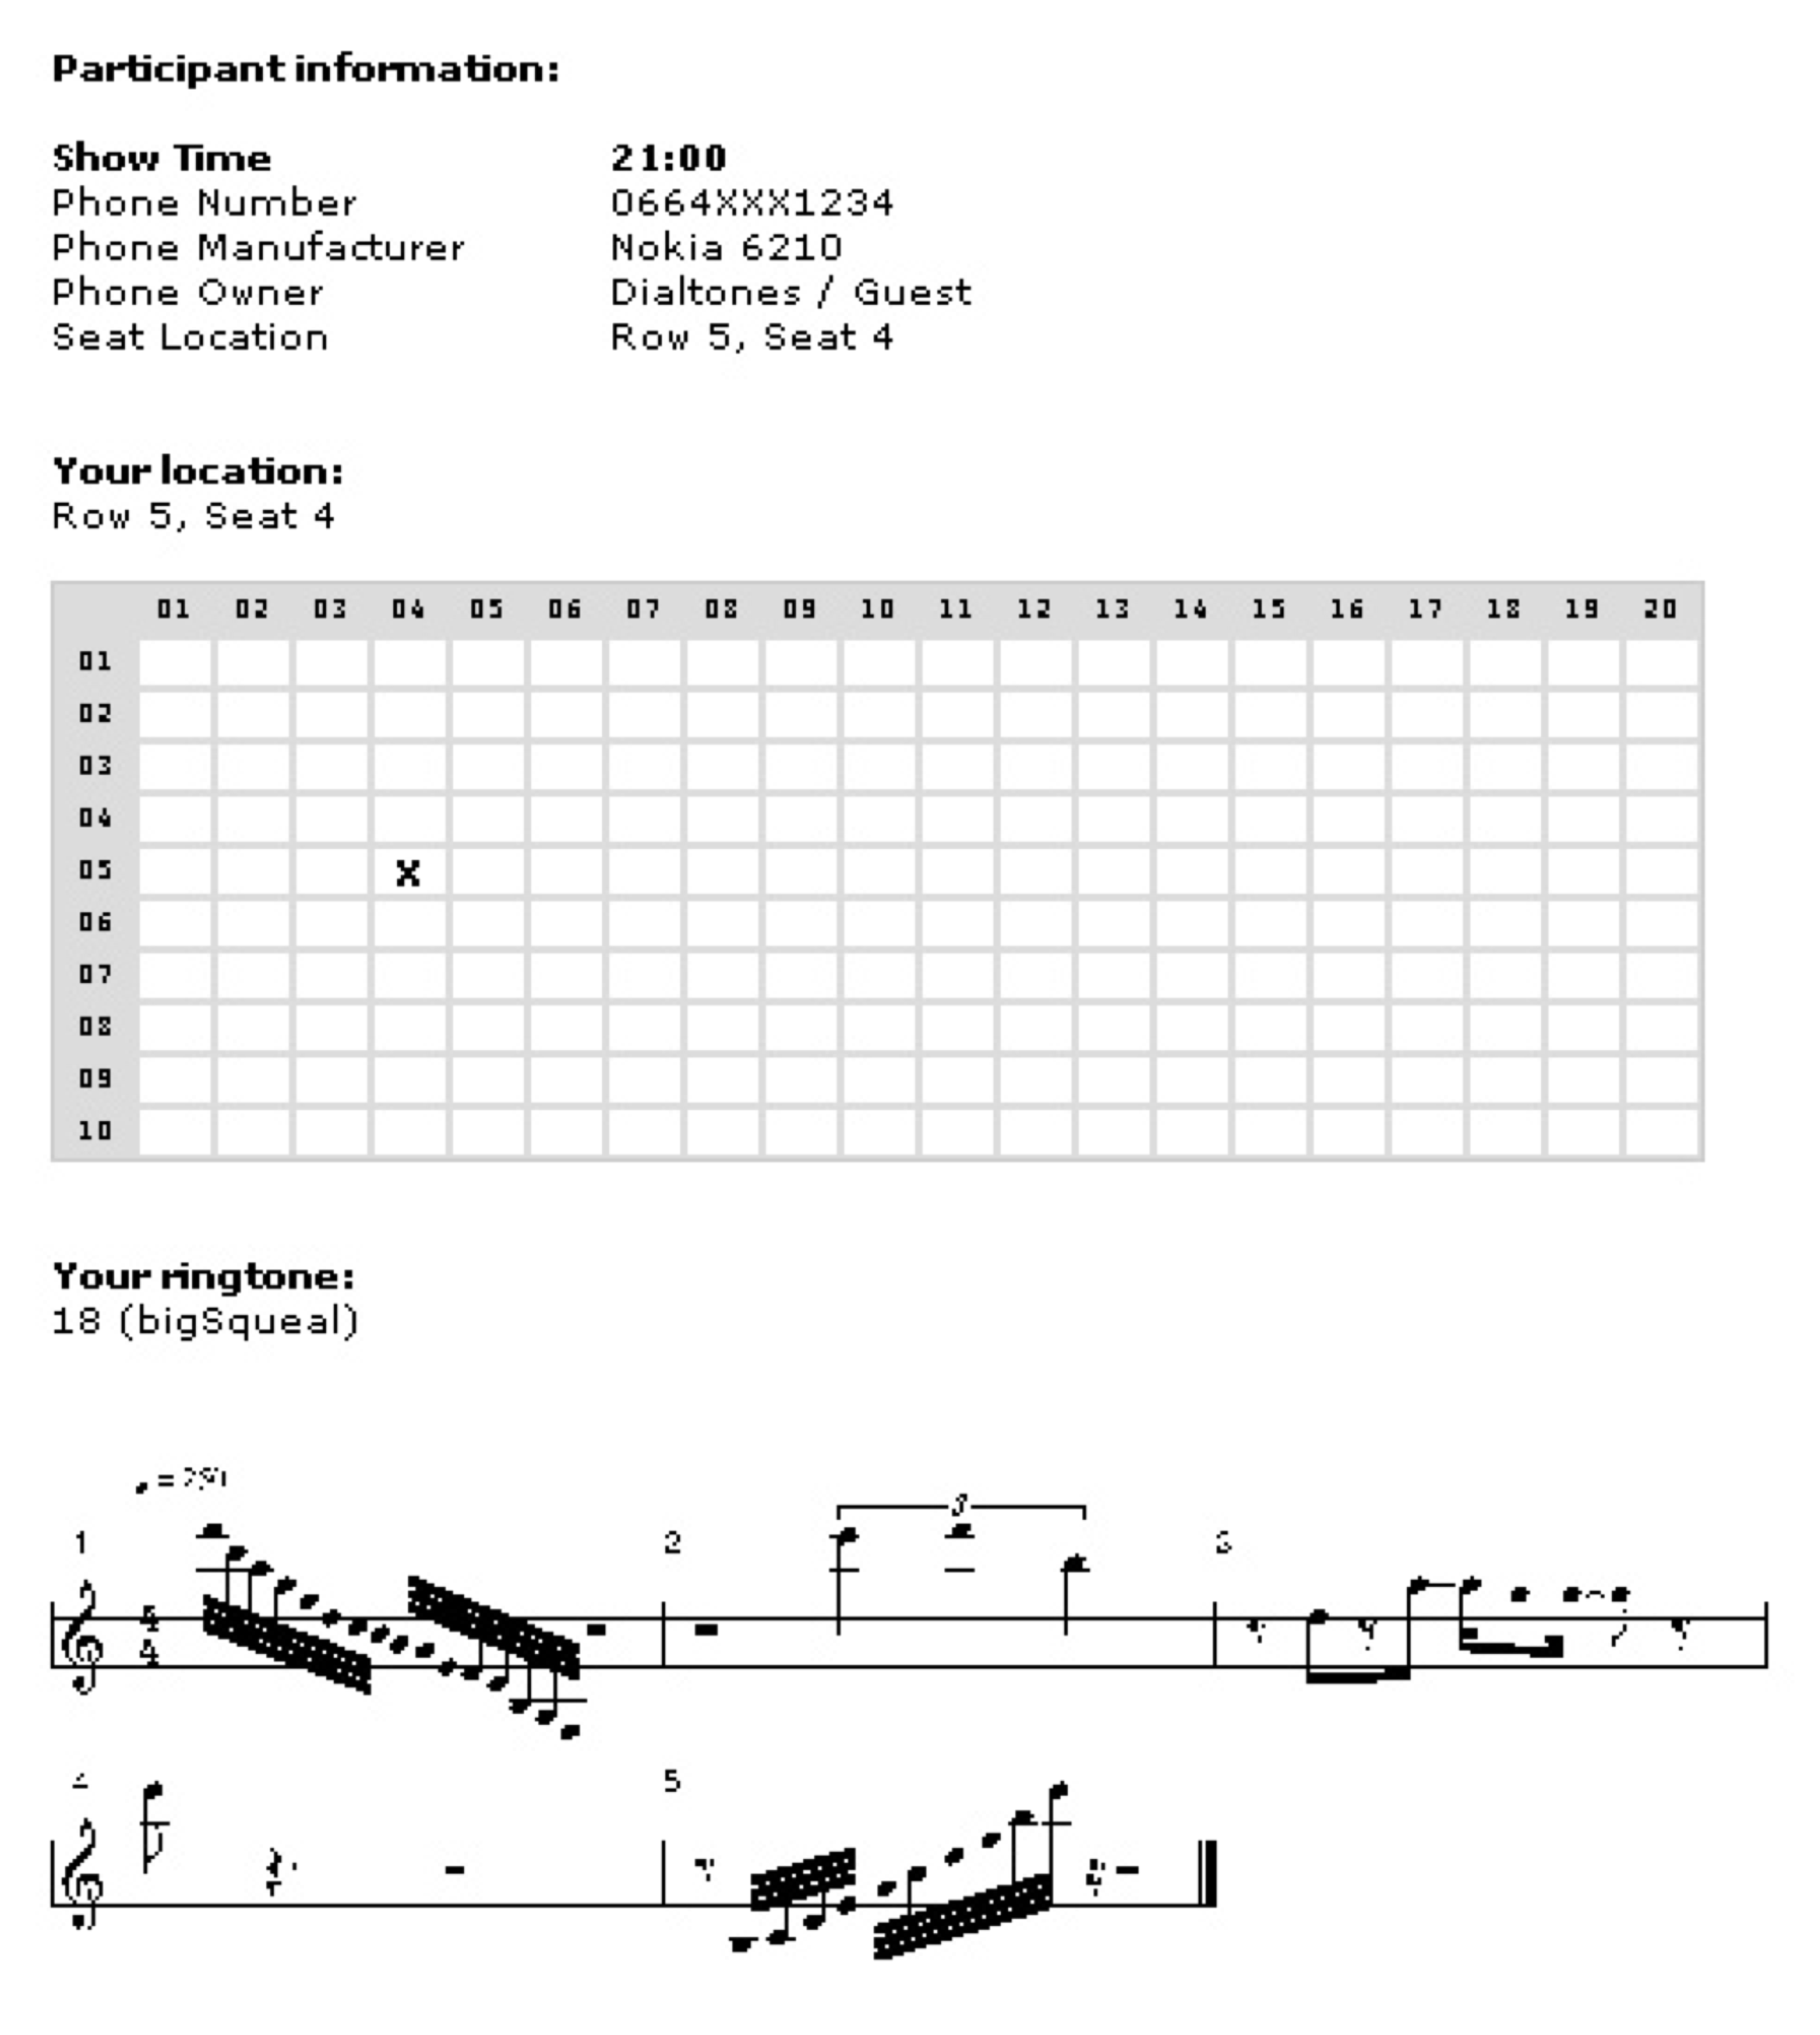 Participant information:
Show Time 21:00
Phone Number 0664XXX1234
Phone Manufacturer Nokia 6210
Phone Owner Dialtones / Guest
Seat Location Row 5, Seat 4
Your location:
Row 5, Seat 4
01 02 03 04 05 06 07 08 09 10 11 12 13 14 15 16 17 18 19 20
01
02
03
04
05 X
06
07
08
09
10
Your ringtone:
18 (bigSqueal)
3
1 2 3
4
4
4 5